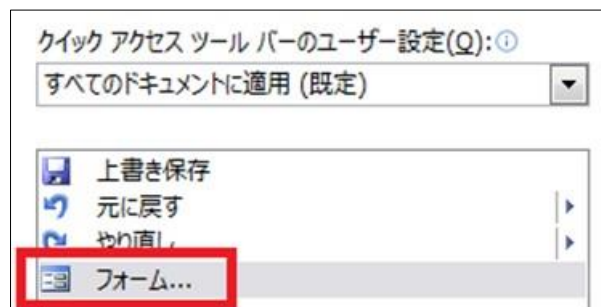 クイック アクセス ツール バーのユーザー設定(Q):
すべてのドキュメントに適用 (既定)
上書き保存
元に戻す
やり直し
フォーム...